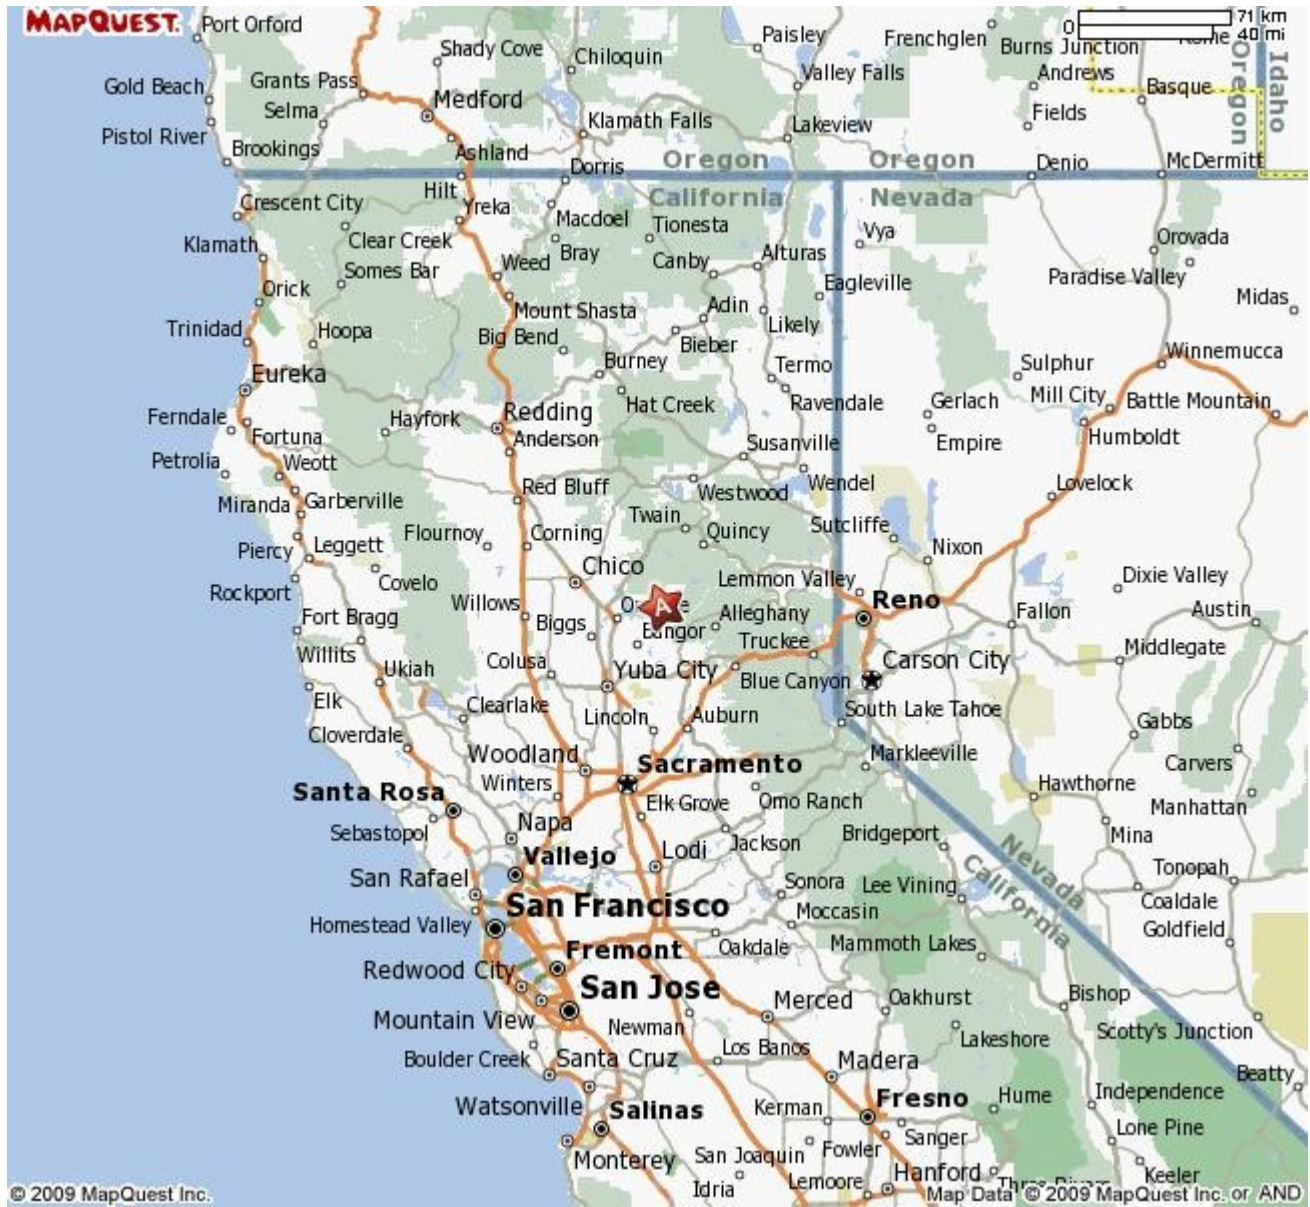 MAPQUEST.
Port Orford
71 km
0
40 mi
Paisley
Frenchglen
Burns Junction
Shady Cove
Chiloquin
Oregon
Idaho
Gold Beach
Grants Pass
Valley Falls
Andrews
Basque
Selma
Medford
Klamath Falls
Lakeview
Fields
Pistol River
Brookings
Ashland
Oregon
Oregon
Denio
McDermitt
Hilt
Dorris
California
Nevada
Crescent City
Yreka
Macdoel
Tionesta
Vya
Clear Creek
Bray
Klamath
Alturas
Orovada
Somes Bar
Weed
Canby
Paradise Valley
Orick
Eagleville
Midas
Mount Shasta
Adin
Trinidad
Hoopa
Big Bend
Bieber
Likely
Winnemucca
Burney
Termo
Sulphur
Eureka
Mill City
Battle Mountain
Hat Creek
Ravendale
Gerlach
Ferndale
Hayfork
Redding
Humboldt
Fortuna
Anderson
Susanville
Empire
Petrolia
Weott
Red Bluff
Westwood
Wendel
Lovelock
Miranda
Garberville
Twain
Sutcliffe
Flournoy
Corning
Quincy
Piercy
Leggett
Nixon
Chico
Lemmon Valley
Dixie Valley
Rockport
Covelo
Willows
A
Alleghany
Reno
Fallon
Austin
Fort Bragg
Biggs
Bangor
Truckee
Middlegate
Willits
Ukiah
Colusa
Yuba City
Carson City
Blue Canyon
Elk
Clearlake
Lincoln
Auburn
South Lake Tahoe
Gabbs
Cloverdale
Woodland
Sacramento
Markleeville
Carvers
Santa Rosa
Winters
Elk Grove
Omo Ranch
Hawthorne
Manhattan
Sebastopol
Napa
Jackson
Bridgeport
Mina
Vallejo
Lodi
Nevada
California
Tonopah
San Rafael
Sonora
Lee Vining
Coaldale
San Francisco
Moccasin
Homestead Valley
Goldfield
Fremont
Oakdale
Mammoth Lakes
Redwood City
San Jose
Merced
Oakhurst
Bishop
Mountain View
Newman
Lakeshore
Scotty's Junction
Boulder Creek
Santa Cruz
Los Banos
Madera
Beatty
Watsonville
Salinas
Kerman
Fresno
Hume
Independence
Fowler
Sanger
Lone Pine
Monterey
San Joaquin
Hanford
Keeler
Idria
Lemoore
© 2009 MapQuest Inc.
Map Data © 2009 MapQuest Inc. or AND